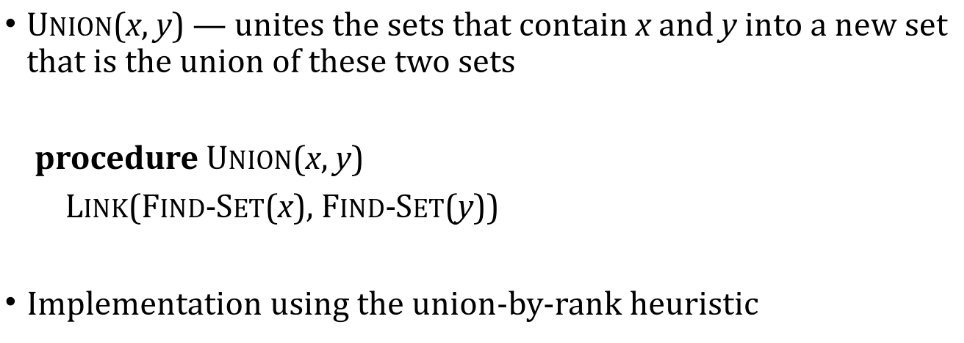 • UNION(x, y) — unites the sets that contain x and y into a new set
that is the union of these two sets
procedure UNION(x, y)
LINK(FIND-SET(x), FIND-SET(y))
• Implementation using the union-by-rank heuristic